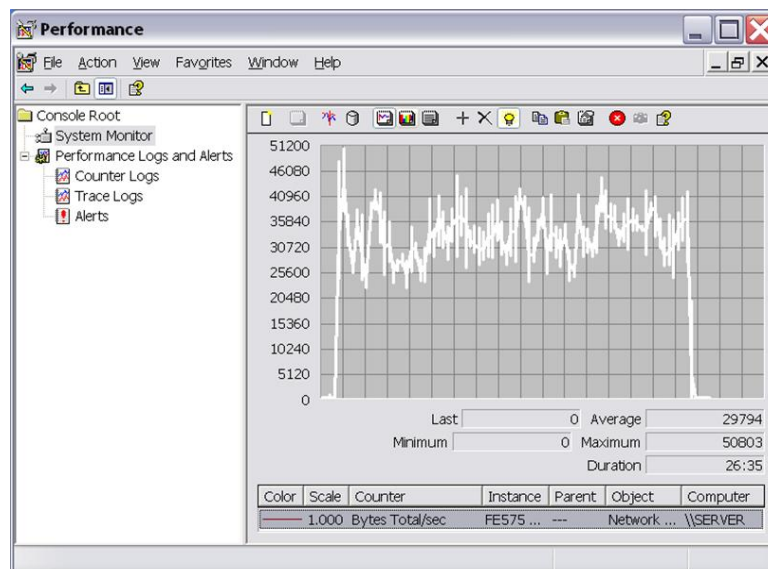 Performance
File Action View Favorites Window Help
Console Root
System Monitor
Performance Logs and Alerts
Counter Logs
Trace Logs
Alerts
51200
46080
40960
35840
30720
25600
20480
15360
10240
5120
0
Last 0 Average 29794
Minimum 0 Maximum 50803
Duration 26:35
Color Scale Counter Instance Parent Object Computer
1.000 Bytes Total/sec FE575 ... --- Network ... \\SERVER